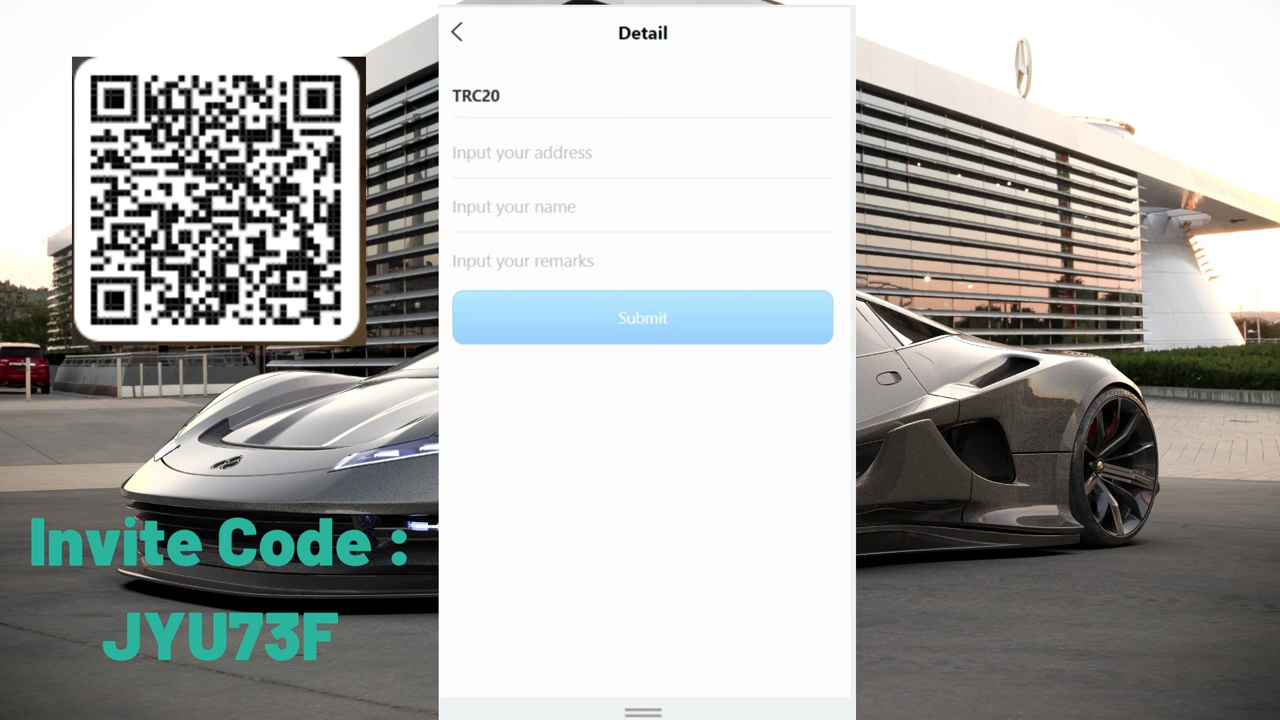 Detail
TRC20
Input your address
Input your name
Input your remarks
Submit
Invite Code :
JYU73F